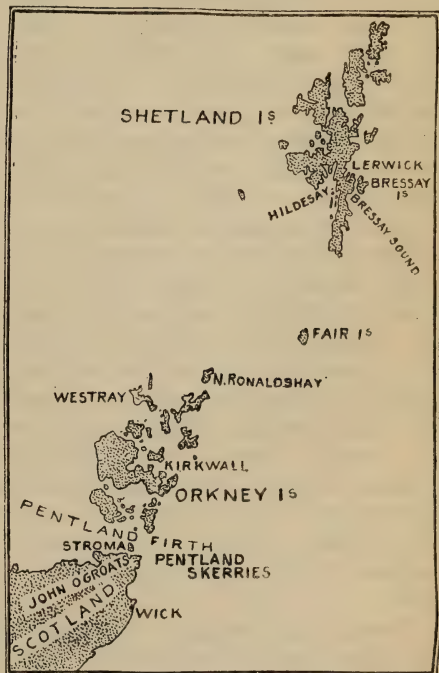 SHETLAND Is
LERWICK
BRESSAY
Is
HILDESAY
BRESSAY SOUND
FAIR Is
N. RONALDSHAY
WESTRAY
KIRKWALL
ORKNEY Is
PENTLAND
FIRTH
STROMA
PENTLAND
SKERRIES
JOHN O GROATS
SCOTLAND
WICK